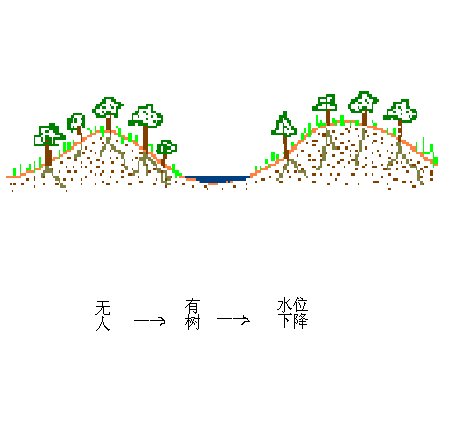 无人 → 有树 → 水位下降